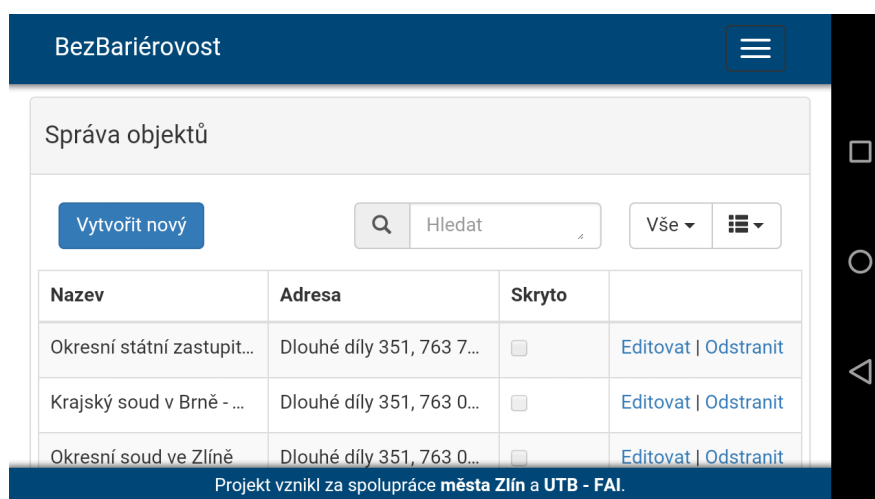 BezBariérovost
Správa objektů
Vytvořit nový Hledat Vše
Nazev Adresa Skryto
Okresní státní zastupit... Dlouhé díly 351, 763 7... Editovat | Odstranit
Krajský soud v Brně - ... Dlouhé díly 351, 763 0... Editovat | Odstranit
Okresní soud ve Zlíně Dlouhé díly 351, 763 0... Editovat | Odstranit
Projekt vznikl za spolupráce města Zlín a UTB - FAI.